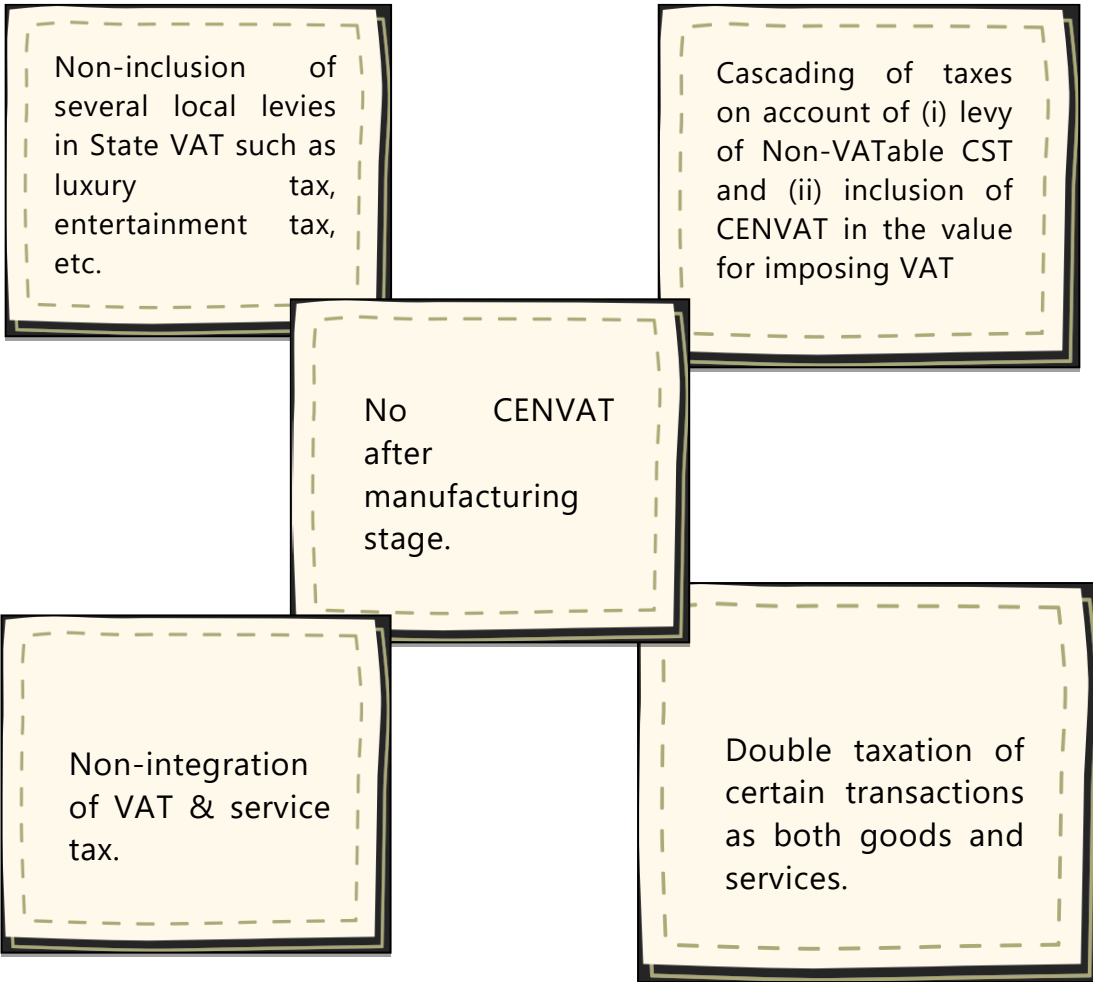 Non-inclusion of
several local levies
in State VAT such as
luxury tax,
entertainment tax,
etc.
Cascading of taxes
on account of (i) levy
of Non-VATable CST
and (ii) inclusion of
CENVAT in the value
for imposing VAT
No CENVAT
after
manufacturing
stage.
Non-integration
of VAT & service
tax.
Double taxation of
certain transactions
as both goods and
services.